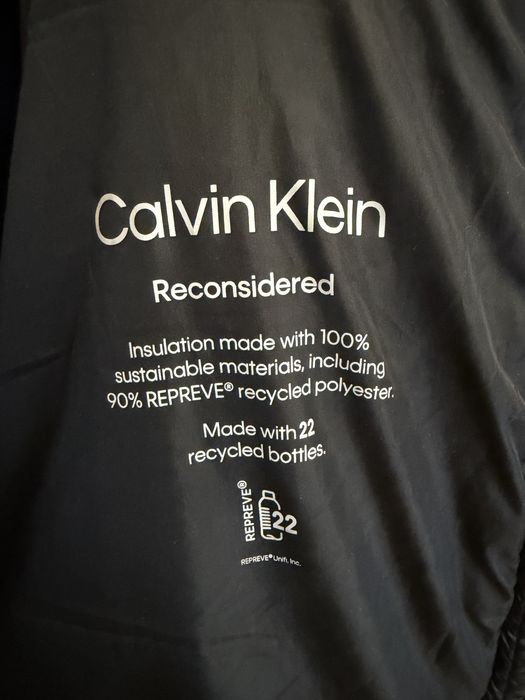 Calvin Klein
Reconsidered
Insulation made with 100%
sustainable materials, including
90% REPREVE® recycled polyester.
Made with 22
recycled bottles.
REPREVE®
22
REPREVE® Unifi, Inc.